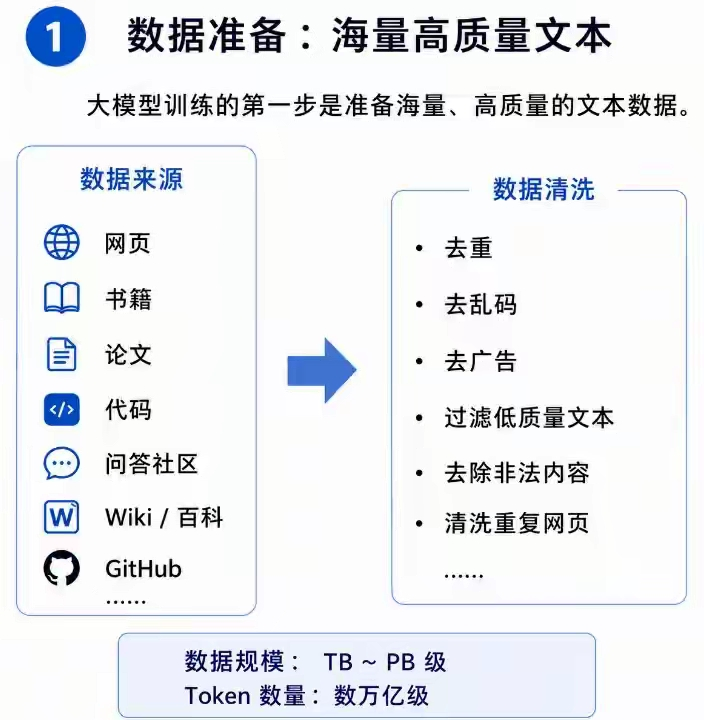 1
数据准备：海量高质量文本
大模型训练的第一步是准备海量、高质量的文本数据。
数据来源
网页
书籍
论文
</>
代码
问答社区
W
Wiki / 百科
GitHub
......
数据清洗
• 去重
• 去乱码
• 去广告
• 过滤低质量文本
• 去除非法内容
• 清洗重复网页
......
数据规模： TB ~ PB 级
Token 数量：数万亿级